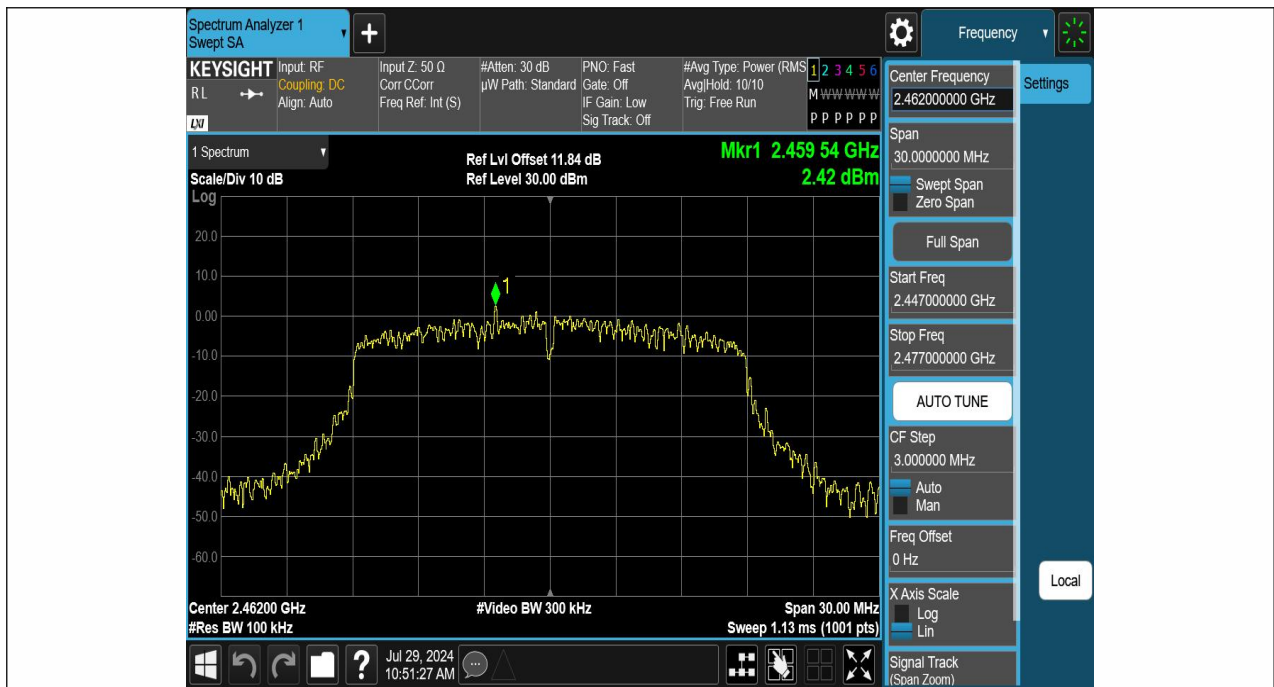 Spectrum Analyzer 1
Swept SA
+
Frequency
KEYSIGHT
RL
LXI
Input: RF
Coupling: DC
Align: Auto
Input Z: 50 Ω
Corr CCorr
Freq Ref: Int (S)
#Atten: 30 dB
µW Path: Standard
PNO: Fast
Gate: Off
IF Gain: Low
Sig Track: Off
#Avg Type: Power (RMS
Avg|Hold: 10/10
Trig: Free Run
1 2 3 4 5 6
M W W W W W
P P P P P P
1 Spectrum
Scale/Div 10 dB
Ref Lvl Offset 11.84 dB
Ref Level 30.00 dBm
Mkr1 2.459 54 GHz
2.42 dBm
Log
20.0
10.0
0.00
-10.0
-20.0
-30.0
-40.0
-50.0
-60.0
1
Center 2.46200 GHz
#Res BW 100 kHz
#Video BW 300 kHz
Span 30.00 MHz
Sweep 1.13 ms (1001 pts)
Center Frequency
2.462000000 GHz
Span
30.0000000 MHz
Swept Span
Zero Span
Full Span
Start Freq
2.447000000 GHz
Stop Freq
2.477000000 GHz
AUTO TUNE
CF Step
3.000000 MHz
Auto
Man
Freq Offset
0 Hz
X Axis Scale
Log
Lin
Signal Track
(Span Zoom)
Settings
Local
?
Jul 29, 2024
10:51:27 AM